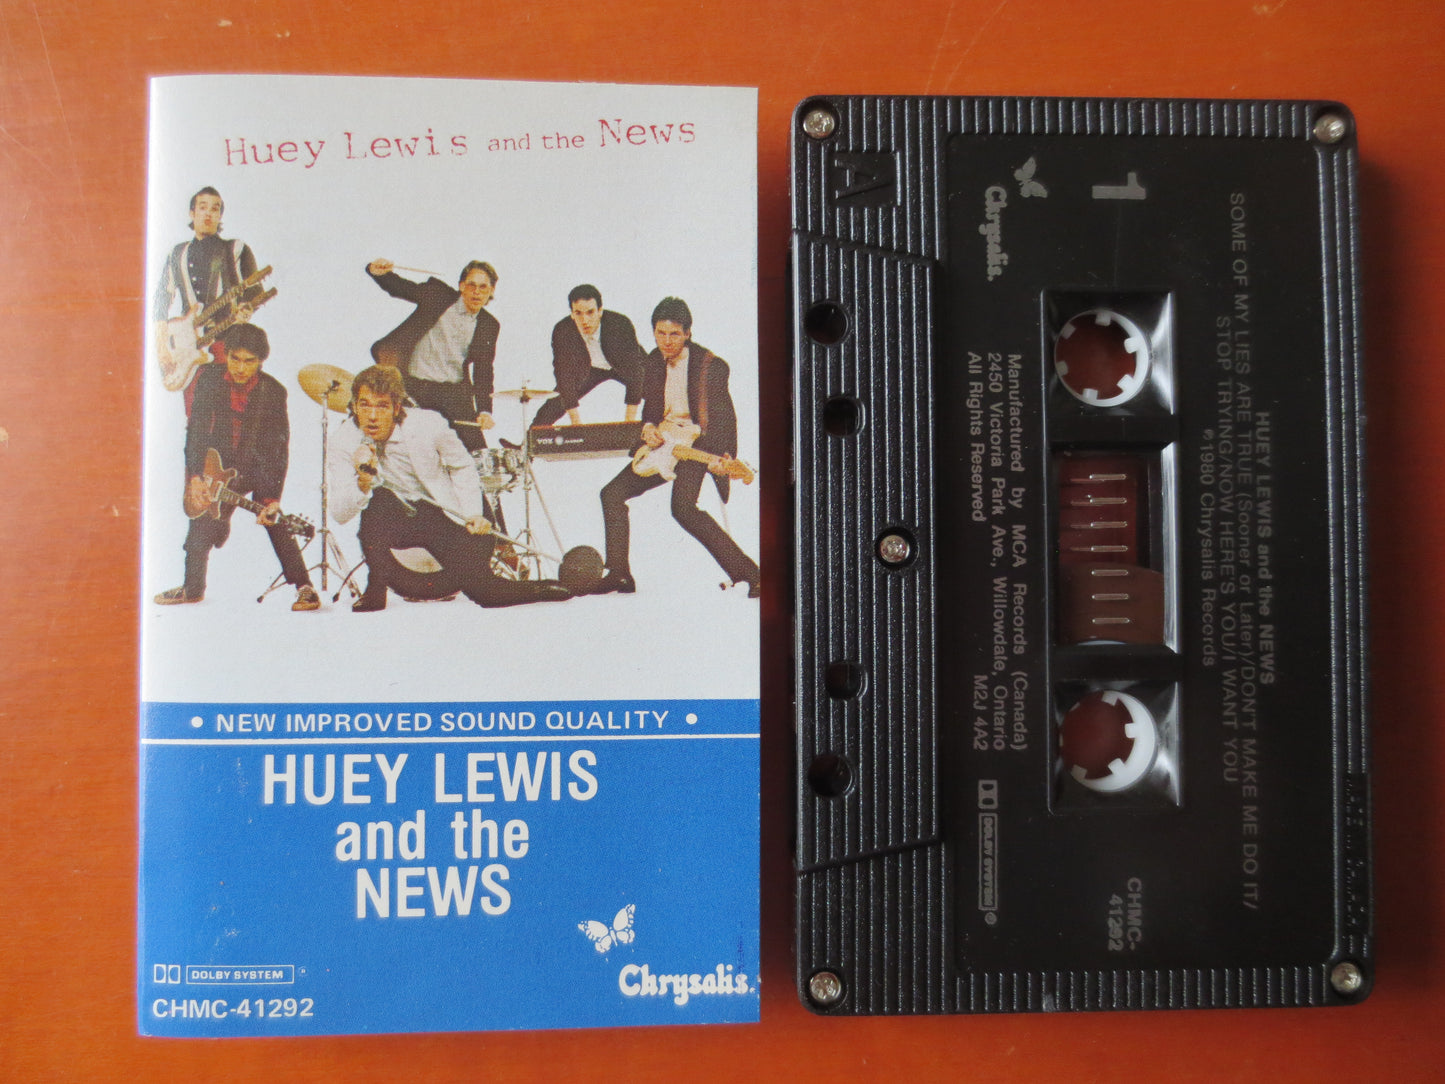 Huey Lewis and the News
VOX
• NEW IMPROVED SOUND QUALITY •
HUEY LEWIS
and the
NEWS
DOLBY SYSTEM ®
CHMC-41292
Chrysalis.
A
1
Chrysalis.
HUEY LEWIS and the NEWS
SOME OF MY LIES ARE TRUE (Sooner or Later)/DON'T MAKE ME DO IT/
STOP TRYING/NOW HERE'S YOU/I WANT YOU
℗1980 Chrysalis Records
Manufactured by MCA Records (Canada)
2450 Victoria Park Ave., Willowdale, Ontario
All Rights Reserved M2J 4A2
DOLBY SYSTEM ®
CHMC-
41292